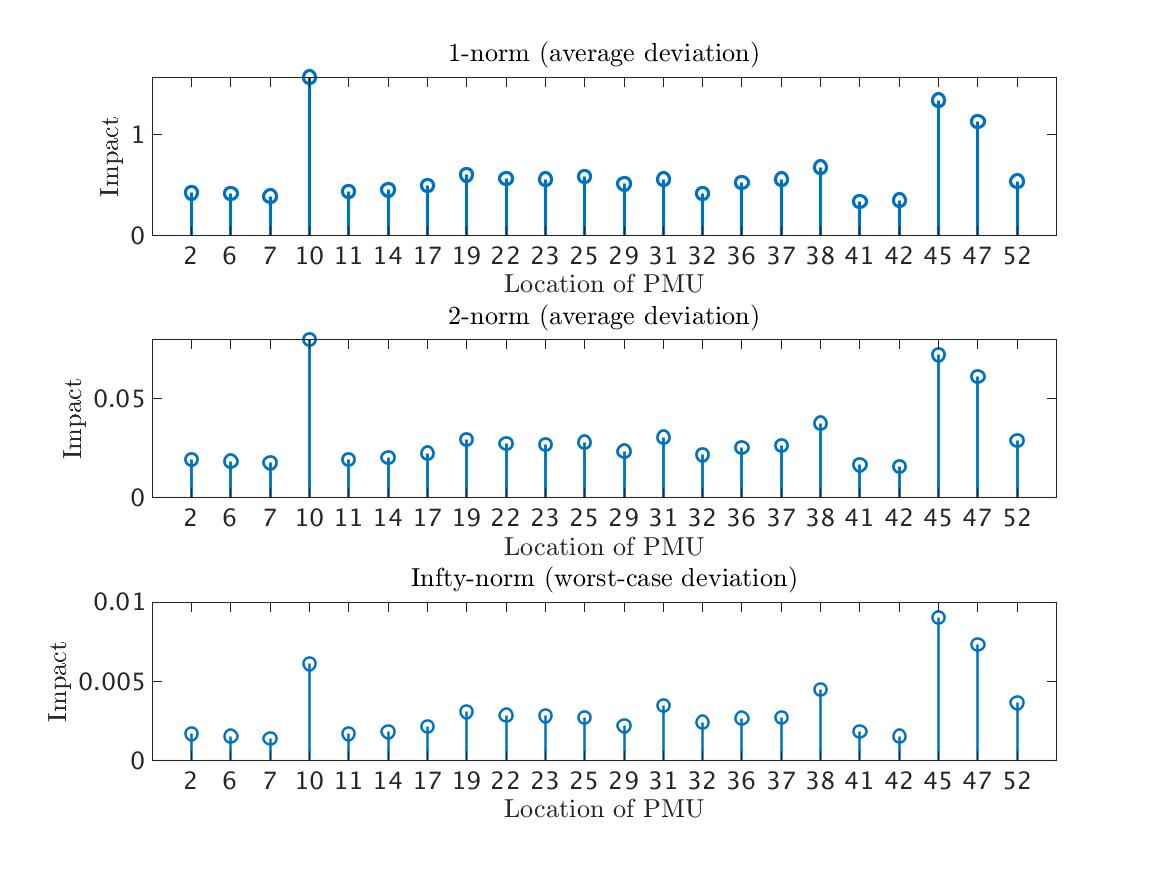 1-norm (average deviation)
1
Impact
0
2 6 7 10 11 14 17 19 22 23 25 29 31 32 36 37 38 41 42 45 47 52
Location of PMU
2-norm (average deviation)
0.05
Impact
0
2 6 7 10 11 14 17 19 22 23 25 29 31 32 36 37 38 41 42 45 47 52
Location of PMU
Infty-norm (worst-case deviation)
0.01
0.005
Impact
0
2 6 7 10 11 14 17 19 22 23 25 29 31 32 36 37 38 41 42 45 47 52
Location of PMU